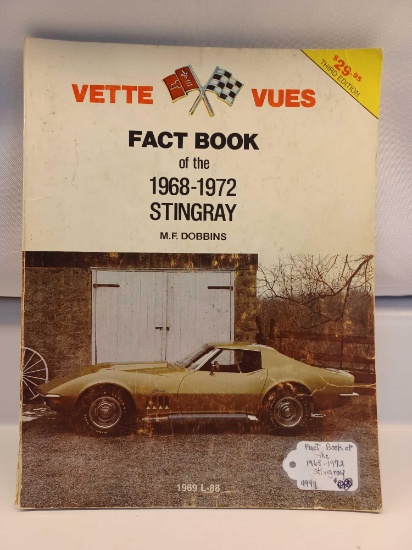 VETTE VUES
$29.95
THIRD EDITION
FACT BOOK
of the
1968-1972
STINGRAY
M.F. DOBBINS
1969 L-88
Fact Book of
the
1968-1972
Stingray